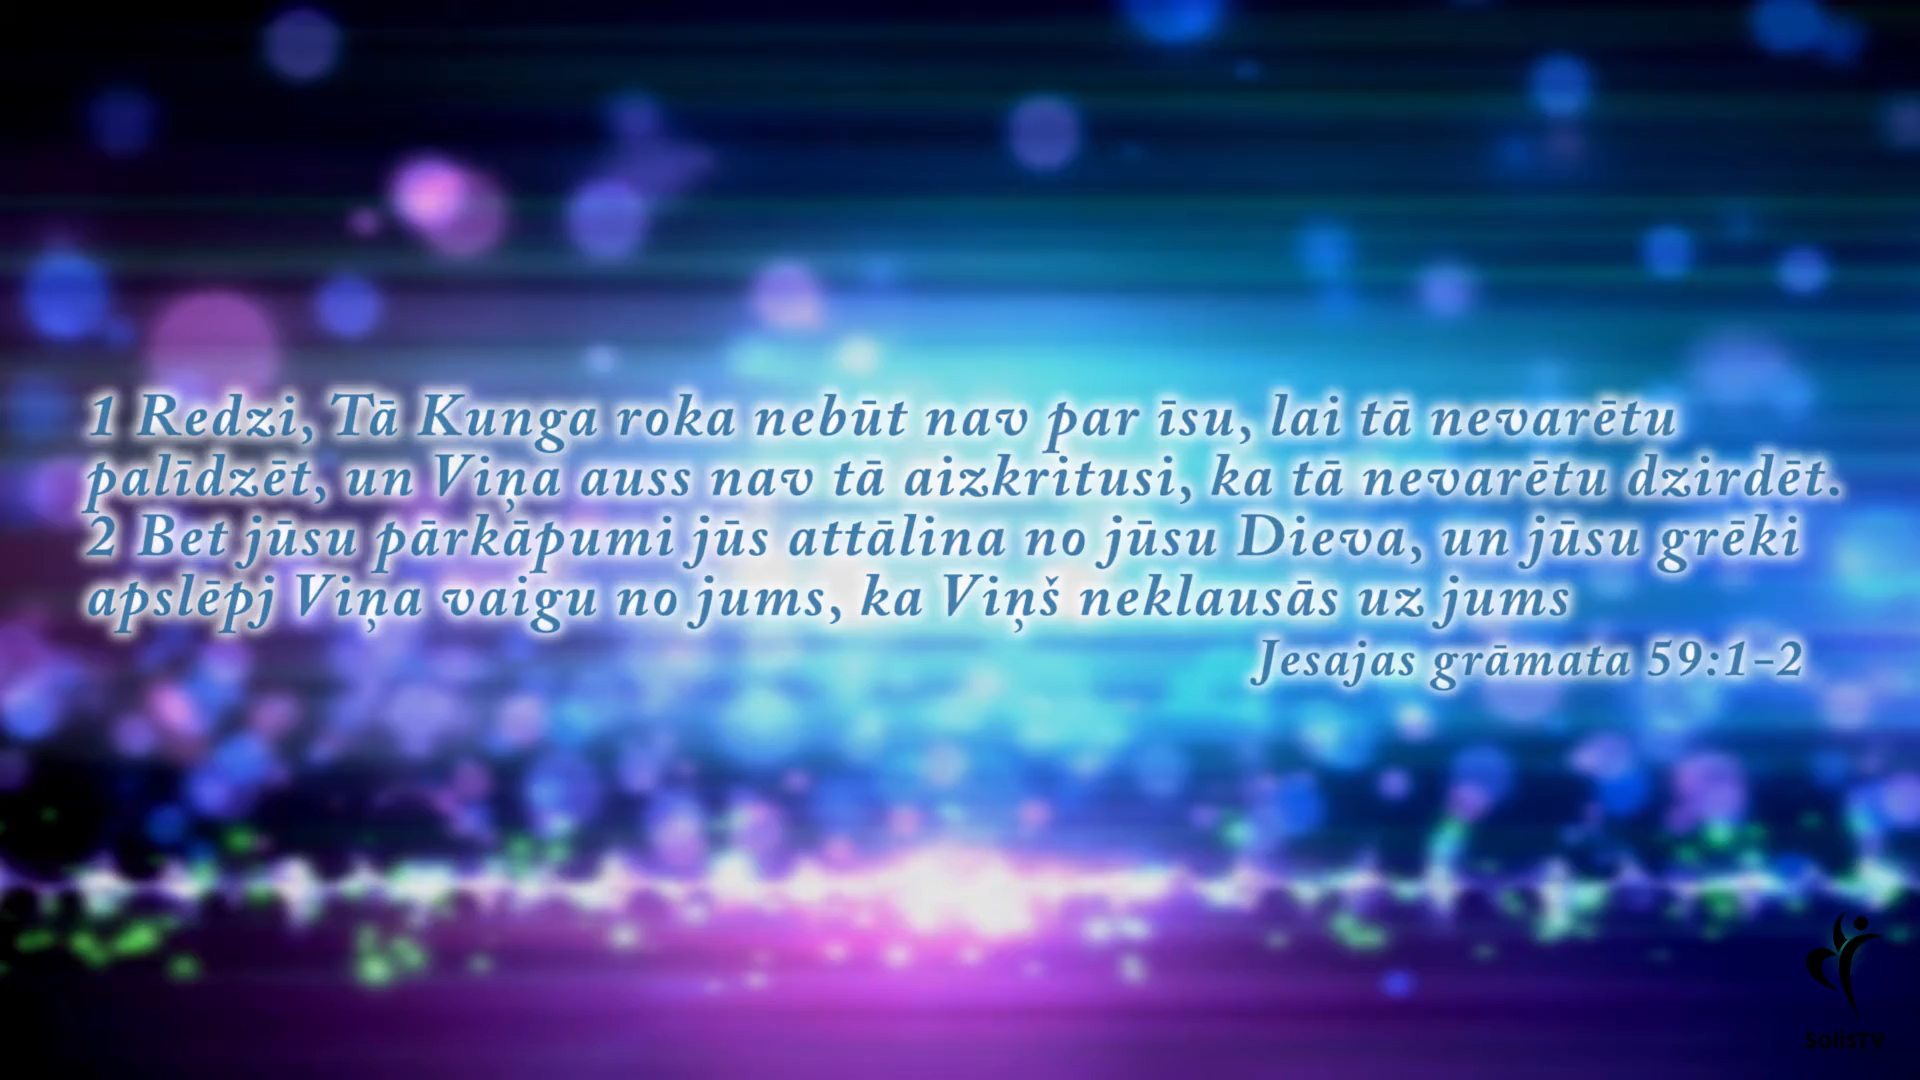 1 Redzi, Tā Kunga roka nebūt nav par īsu, lai tā nevarētu
palīdzēt, un Viņa auss nav tā aizkritusi, ka tā nevarētu dzirdēt.
2 Bet jūsu pārkāpumi jūs attālina no jūsu Dieva, un jūsu grēki
apslēpj Viņa vaigu no jums, ka Viņš neklausās uz jums
Jesajas grāmata 59:1–2
SolisTV